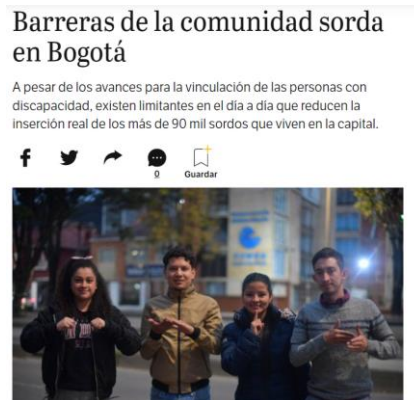 Barreras de la comunidad sorda
en Bogotá
A pesar de los avances para la vinculación de las personas con
discapacidad, existen limitantes en el día a día que reducen la
inserción real de los más de 90 mil sordos que viven en la capital.
0
Guardar